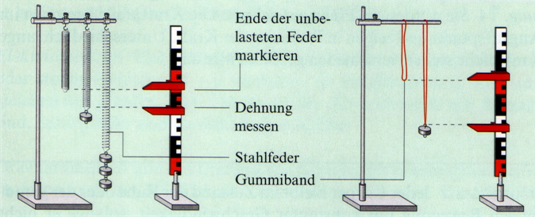 Ende der unbe-
lasteten Feder
markieren
Dehnung
messen
Stahlfeder
Gummiband